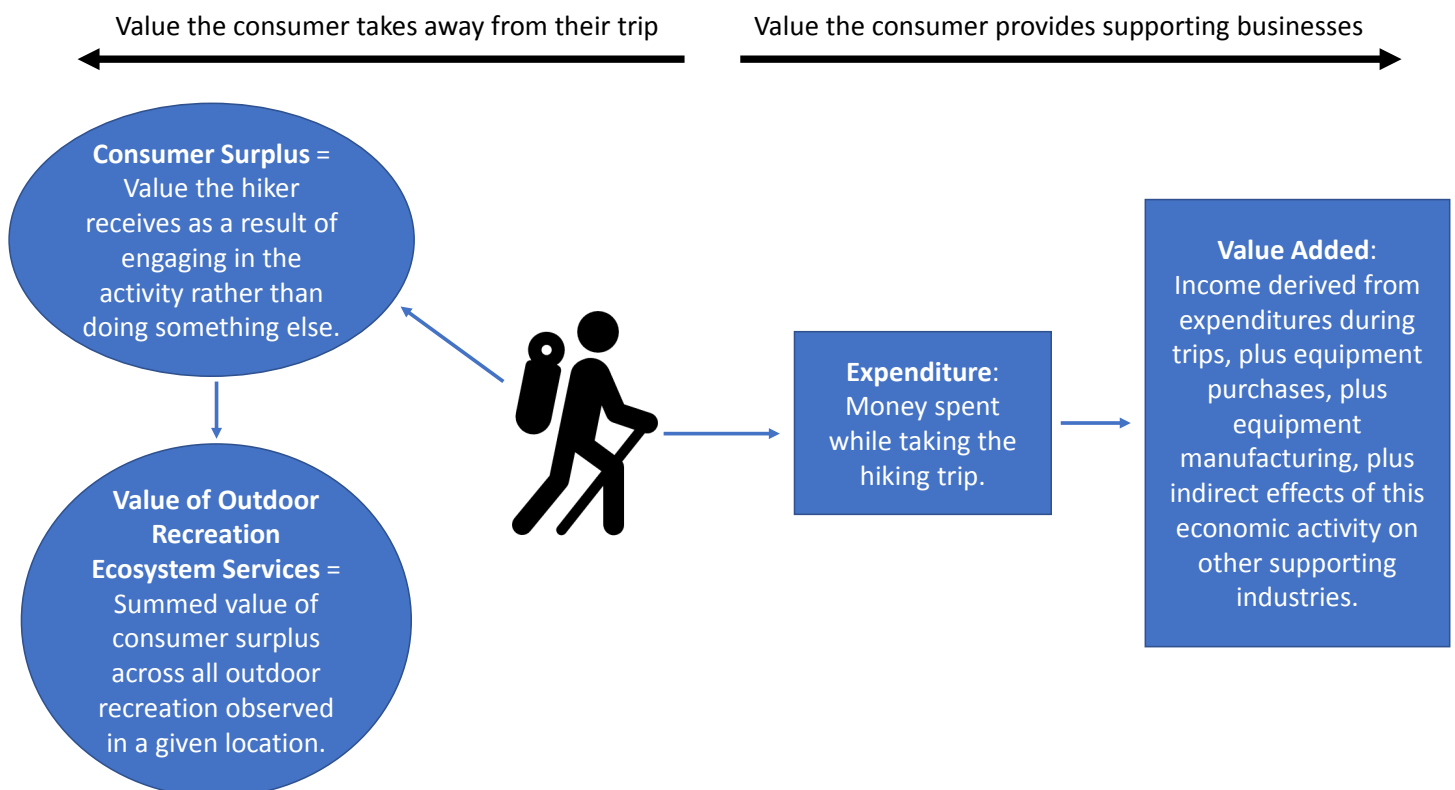 Value the consumer takes away from their trip
Value the consumer provides supporting businesses
Consumer Surplus =
Value the hiker
receives as a result of
engaging in the
activity rather than
doing something else.
Value of Outdoor
Recreation
Ecosystem Services =
Summed value of
consumer surplus
across all outdoor
recreation observed
in a given location.
Expenditure:
Money spent
while taking the
hiking trip.
Value Added:
Income derived from
expenditures during
trips, plus equipment
purchases, plus
equipment
manufacturing, plus
indirect effects of this
economic activity on
other supporting
industries.